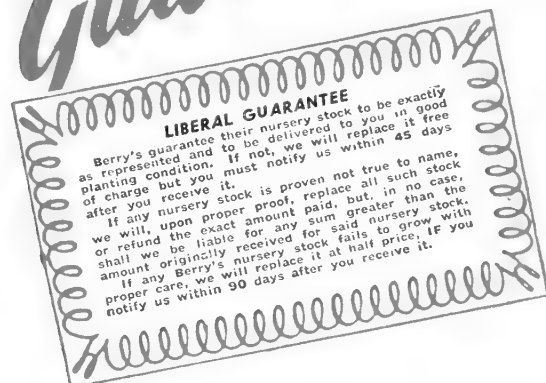 LIBERAL GUARANTEE
Berry's guarantee their nursery stock to be exactly
as represented and to be delivered to you in good
planting condition. If not, we will replace it free
of charge but you must notify us within 45 days
after you receive it.
If any nursery stock is proven not true to name,
we will, upon proper proof, replace all such stock
or refund the exact amount paid, but, in no case,
shall we be liable for any sum greater than the
amount originally received for said nursery stock.
If any Berry's nursery stock fails to grow with
proper care, we will replace it at half price, IF you
notify us within 90 days after you receive it.